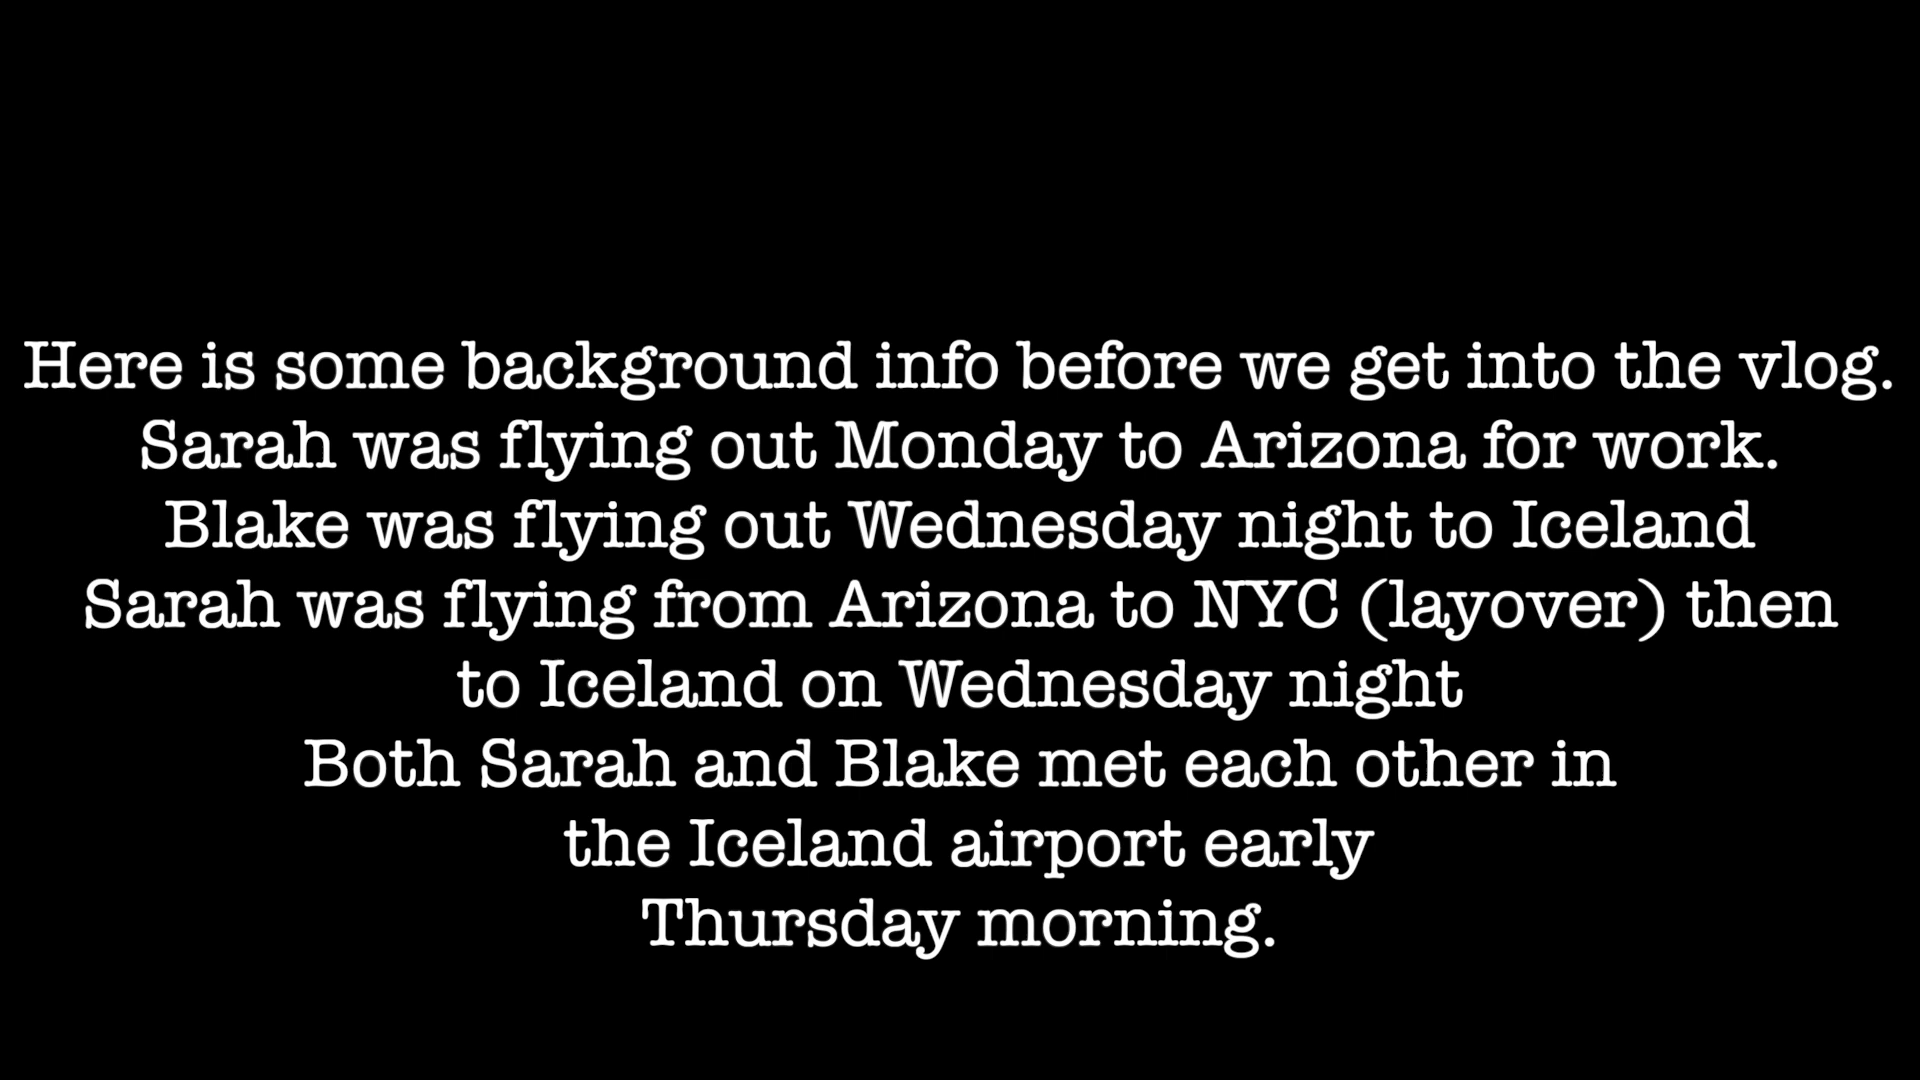 Here is some background info before we get into the vlog.
Sarah was flying out Monday to Arizona for work.
Blake was flying out Wednesday night to Iceland
Sarah was flying from Arizona to NYC (layover) then
to Iceland on Wednesday night
Both Sarah and Blake met each other in
the Iceland airport early
Thursday morning.